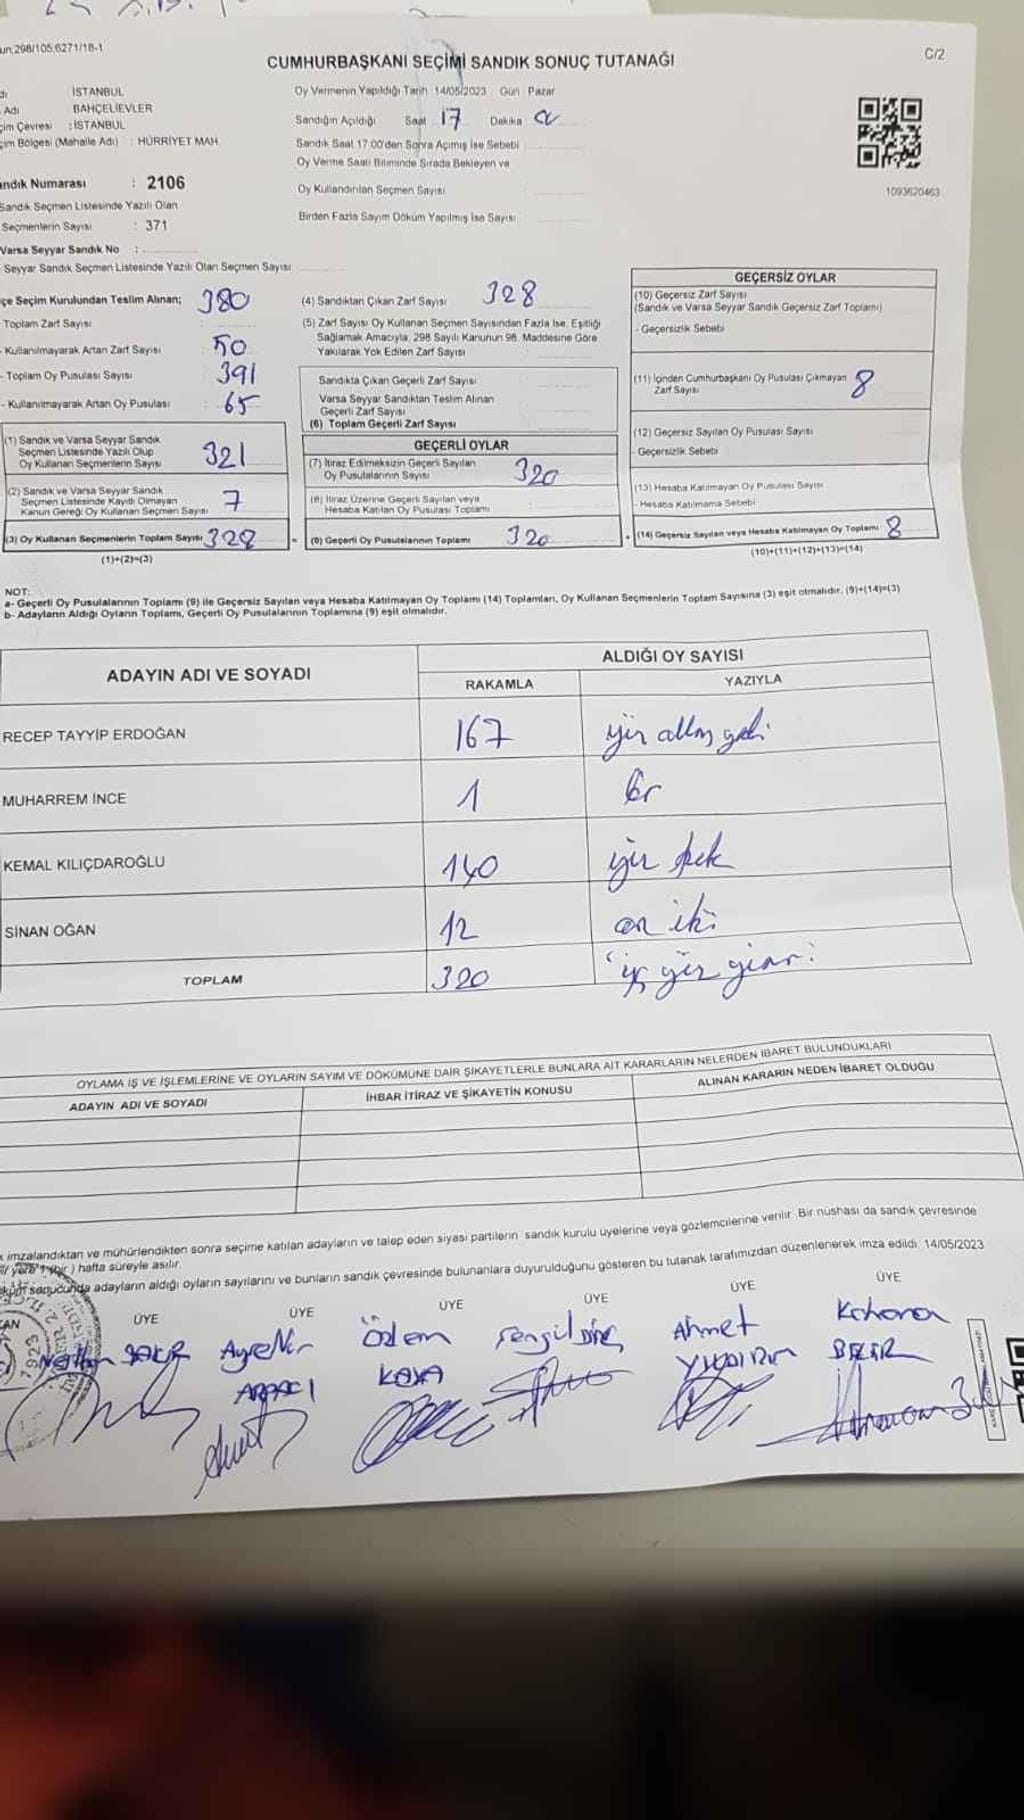 un.298/105.6271/18-1
C/2
CUMHURBAŞKANI SEÇİMİ SANDIK SONUÇ TUTANAĞI
İSTANBUL
Adı BAHÇELİEVLER
çim Çevresi : İSTANBUL
çim Bölgesi (Mahalle Adı) : HÜRRİYET MAH.
andık Numarası : 2106
Sandık Seçmen Listesinde Yazılı Olan
Seçmenlerin Sayısı : 371
Varsa Seyyar Sandık No :
Seyyar Sandık Seçmen Listesinde Yazılı Olan Seçmen Sayısı
Oy Vermenin Yapıldığı Tarih 14/05/2023 Gün Pazar
Sandığın Açıldığı Saat 17 Dakika
Sandık Saat 17.00'den Sonra Açımış İse Sebebi
Oy Verme Saati Bitiminde Sırada Bekleyen ve
Oy Kullandırılan Seçmen Sayısı
Birden Fazla Sayım Döküm Yapılmış İse Sayısı
1093620463
çe Seçim Kurulundan Teslim Alınan; 380
- Toplam Zarf Sayısı
- Kullanılmayarak Artan Zarf Sayısı 50
- Toplam Oy Pusulası Sayısı 391
- Kullanılmayarak Artan Oy Pusulası 65
(1) Sandık ve Varsa Seyyar Sandık
Seçmen Listesinde Yazılı Olup
Oy Kullanan Seçmenlerin Sayısı 321
(2) Sandık ve Varsa Seyyar Sandık
Seçmen Listesinde Kayıtlı Olmayan
Kanun Gereği Oy Kullanan Seçmen Sayısı 7
(3) Oy Kullanan Seçmenlerin Toplam Sayısı 328
(1)+(2)=(3)
(4) Sandıktan Çıkan Zarf Sayısı 328
(5) Zarf Sayısı Oy Kullanan Seçmen Sayısından Fazla İse, Eşitliği
Sağlamak Amacıyla, 298 Sayılı Kanunun 98. Maddesine Göre
Yakılarak Yok Edilen Zarf Sayısı
Sandıkta Çıkan Geçerli Zarf Sayısı
Varsa Seyyar Sandıktan Teslim Alınan
Geçerli Zarf Sayısı
(6) Toplam Geçerli Zarf Sayısı
GEÇERLİ OYLAR
(7) İtiraz Edilmeksizin Geçerli Sayılan
Oy Pusulalarının Sayısı 320
(8) İtiraz Üzerine Geçerli Sayılan veya
Hesaba Katılan Oy Pusulası Toplamı
= (9) Geçerli Oy Pusulalarının Toplamı 320
GEÇERSİZ OYLAR
(10) Geçersiz Zarf Sayısı
(Sandık ve Varsa Seyyar Sandık Geçersiz Zarf Toplamı)
- Geçersizlik Sebebi
(11) İçinden Cumhurbaşkanı Oy Pusulası Çıkmayan
Zarf Sayısı 8
(12) Geçersiz Sayılan Oy Pusulası Sayısı
- Geçersizlik Sebebi
(13) Hesaba Katılmayan Oy Pusulası Sayısı
- Hesaba Katılmama Sebebi
+ (14) Geçersiz Sayılan veya Hesaba Katılmayan Oy Toplamı 8
(10)+(11)+(12)+(13)=(14)
NOT:
a- Geçerli Oy Pusulalarının Toplamı (9) ile Geçersiz Sayılan veya Hesaba Katılmayan Oy Toplamı (14) Toplamları, Oy Kullanan Seçmenlerin Toplam Sayısına (3) eşit olmalıdır. (9)+(14)=(3)
b- Adayların Aldığı Oyların Toplamı, Geçerli Oy Pusulalarının Toplamına (9) eşit olmalıdır.
ADAYIN ADI VE SOYADI ALDIĞI OY SAYISI
RAKAMLA YAZIYLA
RECEP TAYYİP ERDOĞAN 167 yüz altmış yedi
MUHARREM İNCE 1 bir
KEMAL KILIÇDAROĞLU 140 yüz kırk
SİNAN OĞAN 12 on iki
TOPLAM 320 üç yüz yirmi
OYLAMA İŞ VE İŞLEMLERİNE VE OYLARIN SAYIM VE DÖKÜMÜNE DAİR ŞİKAYETLERLE BUNLARA AİT KARARLARIN NELERDEN İBARET BULUNDUKLARI
ADAYIN ADI VE SOYADI İHBAR İTİRAZ VE ŞİKAYETİN KONUSU ALINAN KARARIN NEDEN İBARET OLDUĞU
k imzalandıktan ve mühürlendikten sonra seçime katılan adayların ve talep eden siyasi partilerin sandık kurulu üyelerine veya gözlemcilerine verilir. Bir nüshası da sandık çevresinde
yere 1 (bir) hafta süreyle asılır.
sonucunda adayların aldığı oyların sayılarını ve bunların sandık çevresinde bulunanlara duyurulduğunu gösteren bu tutanak tarafımızdan düzenlenerek imza edildi. 14/05/2023
KAN ÜYE ÜYE ÜYE ÜYE ÜYE ÜYE
Özlem Şengül Ahmet
KAYA YILDIRIM